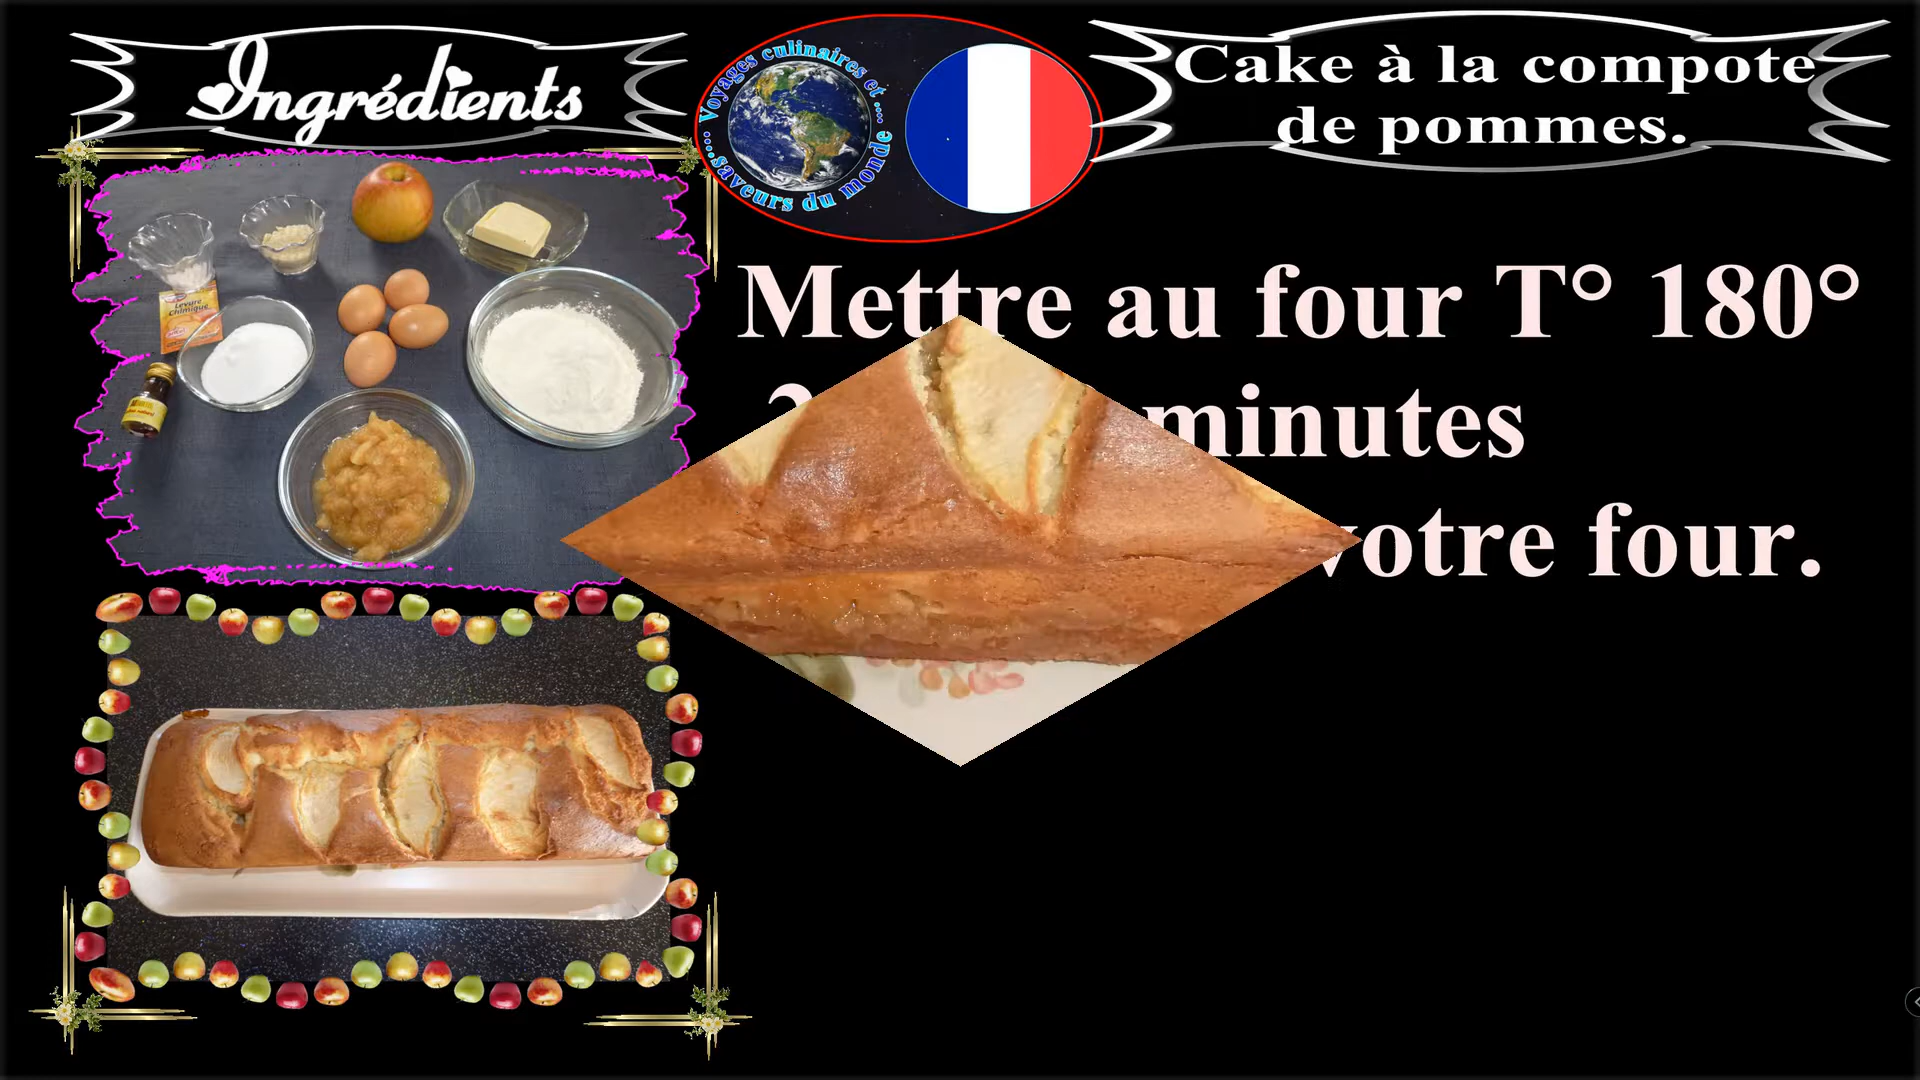 Ingrédients
Voyages culinaires et ....
....saveurs du monde
Cake à la compote
de pommes.
Levure
Chimique
Mettre au four T° 180°
minutes
votre four.